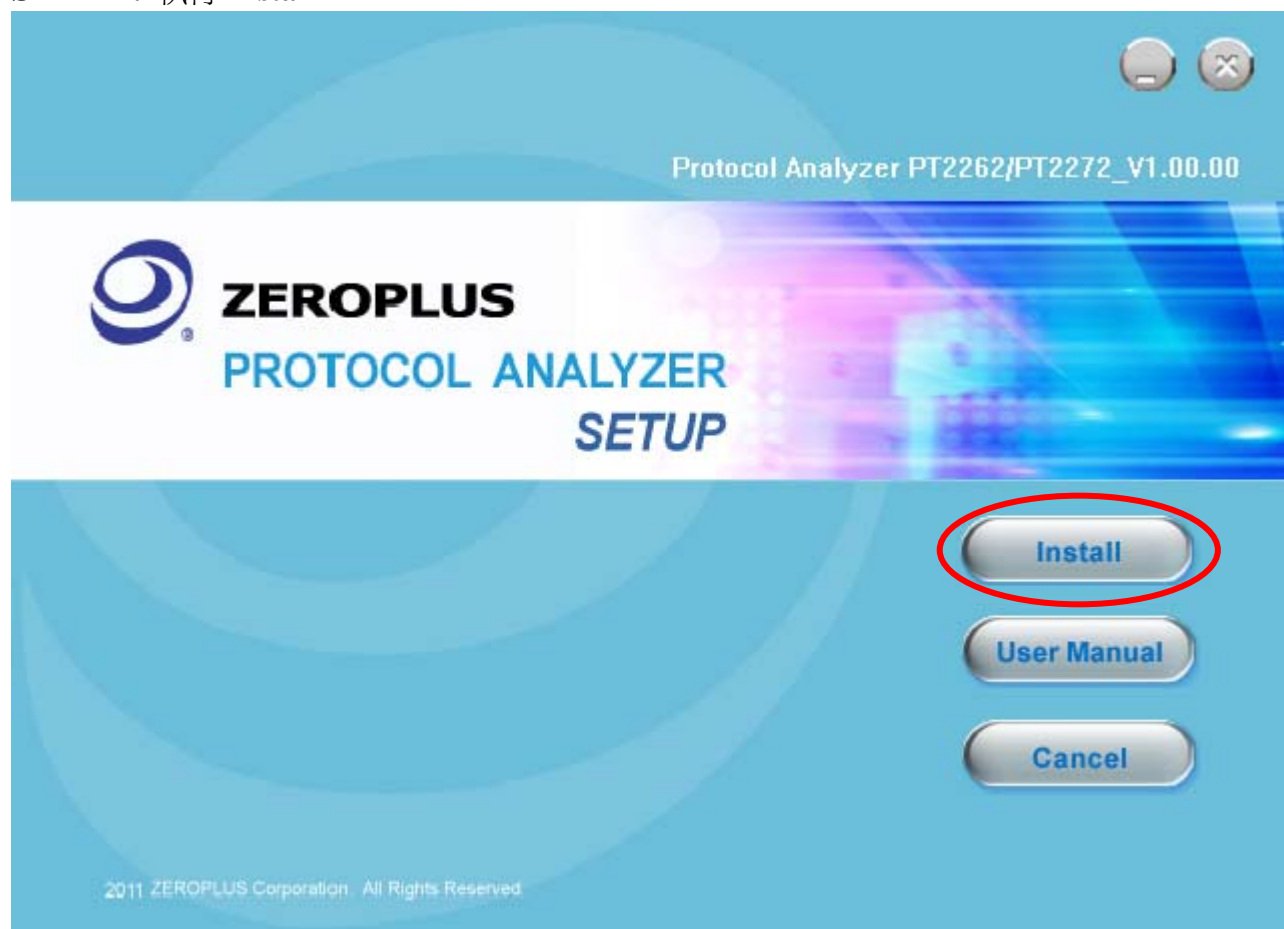 Protocol Analyzer PT2262/PT2272_V1.00.00
ZEROPLUS
PROTOCOL ANALYZER
SETUP
Install
User Manual
Cancel
2011 ZEROPLUS Corporation. All Rights Reserved.